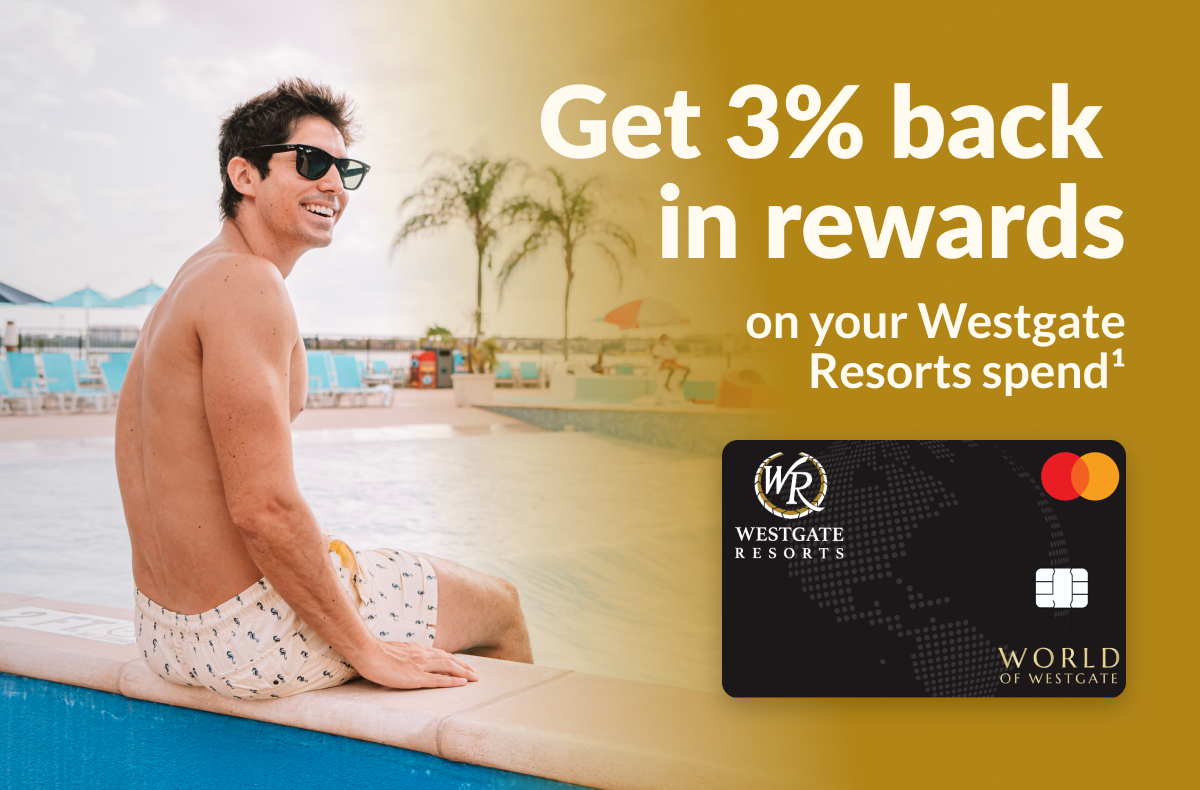 Get 3% back
in rewards
on your Westgate
Resorts spend¹
WR
WESTGATE
RESORTS
WORLD
OF WESTGATE